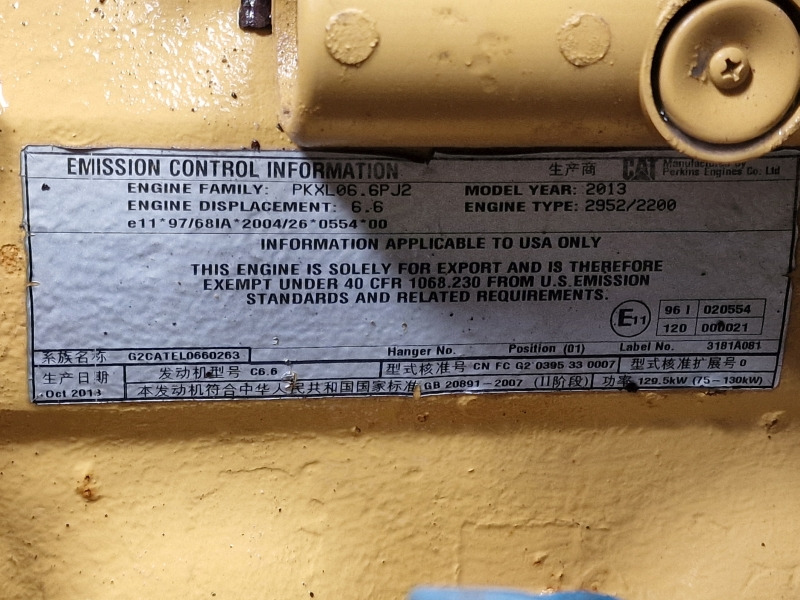 EMISSION CONTROL INFORMATION 生产商 CAT Manufactured by
Perkins Engines Co. Ltd
ENGINE FAMILY: PKXL06.6PJ2 MODEL YEAR: 2013
ENGINE DISPLACEMENT: 6.6 ENGINE TYPE: 2952/2200
e11*97/68IA*2004/26*0554*00
INFORMATION APPLICABLE TO USA ONLY
THIS ENGINE IS SOLELY FOR EXPORT AND IS THEREFORE
EXEMPT UNDER 40 CFR 1068.230 FROM U.S. EMISSION
STANDARDS AND RELATED REQUIREMENTS.
E11 96 I 020554
120 000021
系族名称 G2CATEL0660263 Hanger No. Position (01) Label No. 3181A081
生产日期 发动机型号 C6.6 型式核准号 CN FC G2 0395 33 0007 型式核准扩展号 0
Oct 2013 本发动机符合中华人民共和国国家标准 GB 20891-2007 (II阶段) 功率 129.5kW (75-130kW)